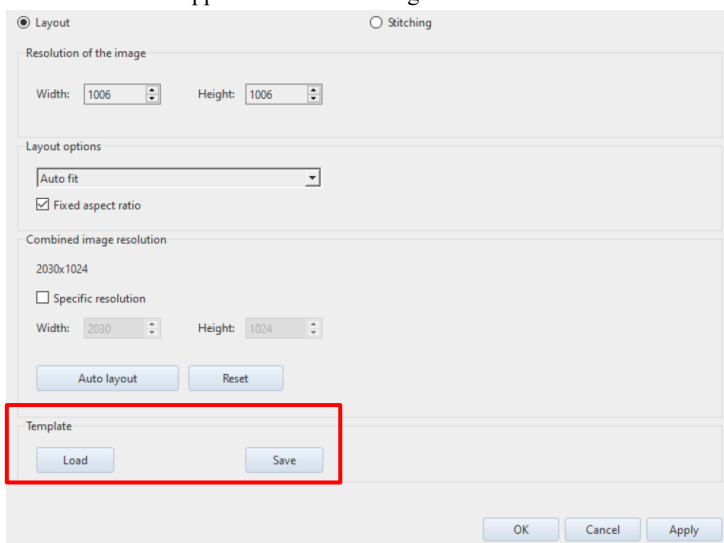 Layout Stitching
Resolution of the image
Width: 1006 Height: 1006
Layout options
Auto fit
Fixed aspect ratio
Combined image resolution
2030x1024
Specific resolution
Width: 2030 Height: 1024
Auto layout Reset
Template
Load Save
OK Cancel Apply